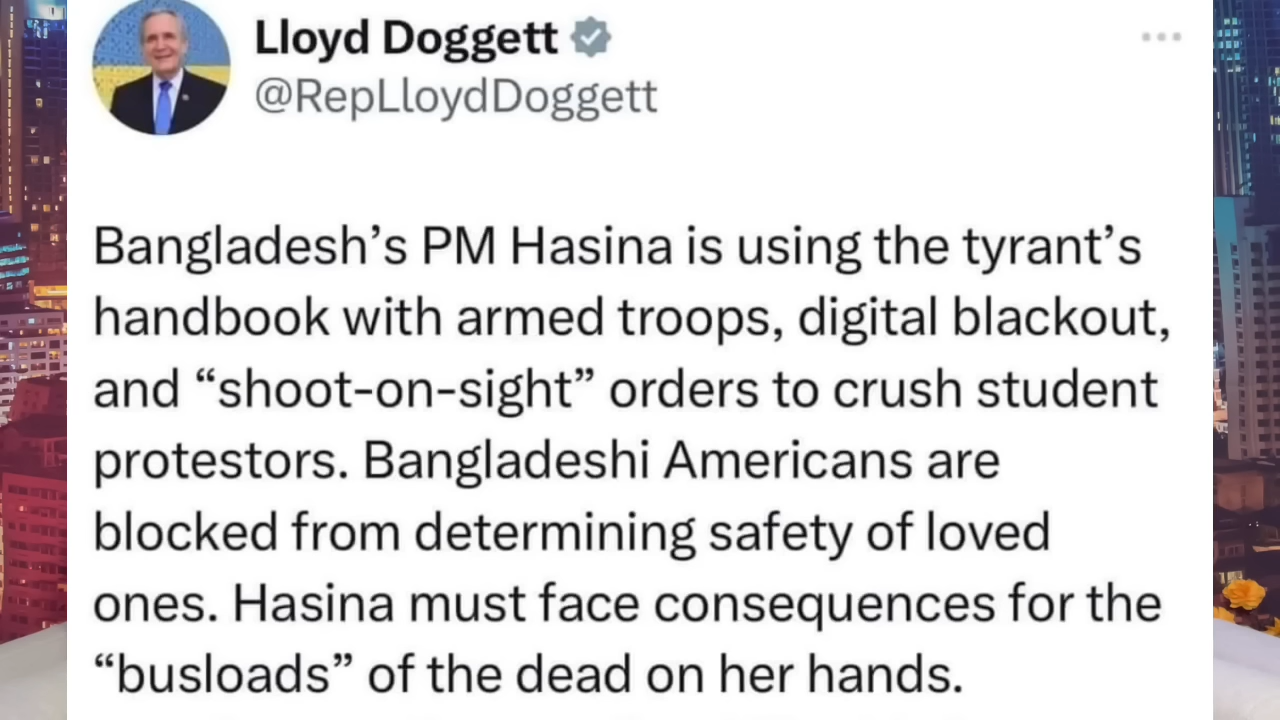 Lloyd Doggett
@RepLloydDoggett
Bangladesh’s PM Hasina is using the tyrant’s
handbook with armed troops, digital blackout,
and “shoot-on-sight” orders to crush student
protestors. Bangladeshi Americans are
blocked from determining safety of loved
ones. Hasina must face consequences for the
“busloads” of the dead on her hands.